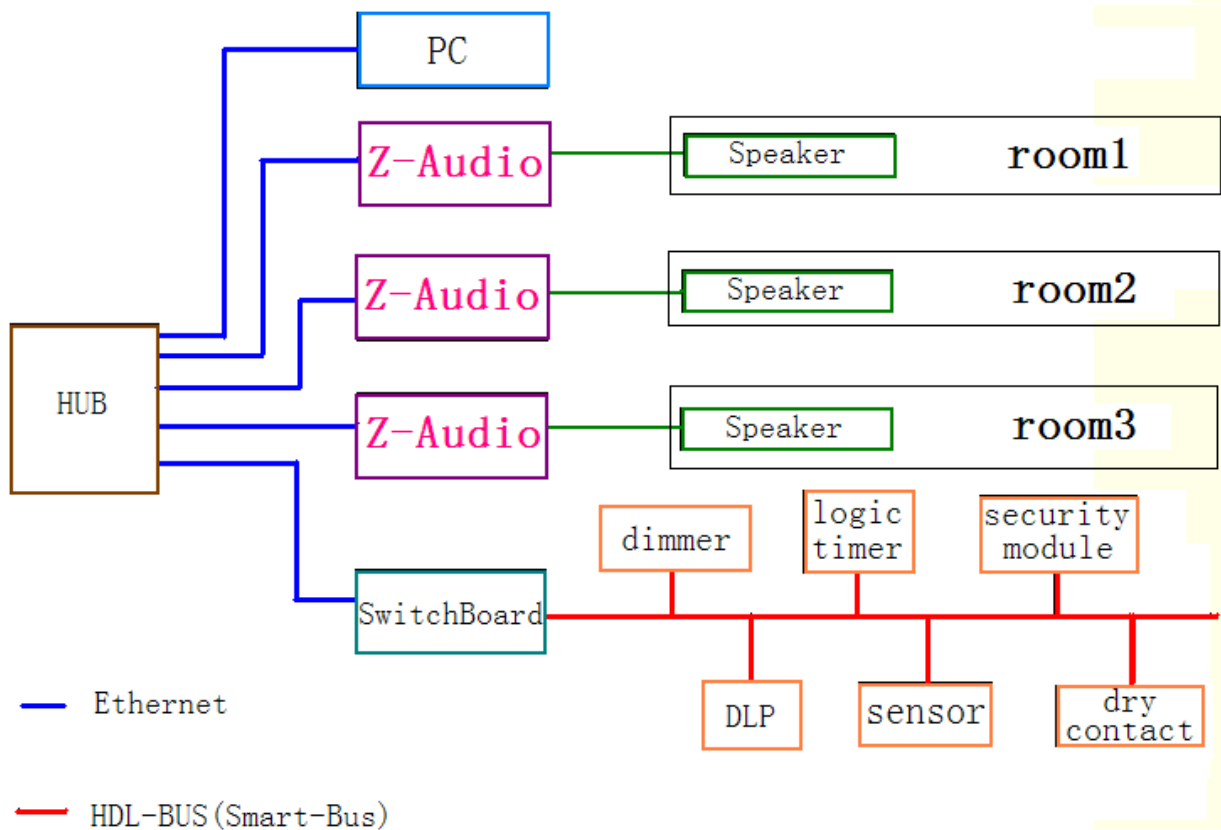 PC
Z-Audio
Speaker
room1
Z-Audio
Speaker
room2
HUB
Z-Audio
Speaker
room3
dimmer
logic
timer
security
module
SwitchBoard
DLP
sensor
dry
contact
Ethernet
HDL-BUS(Smart-Bus)